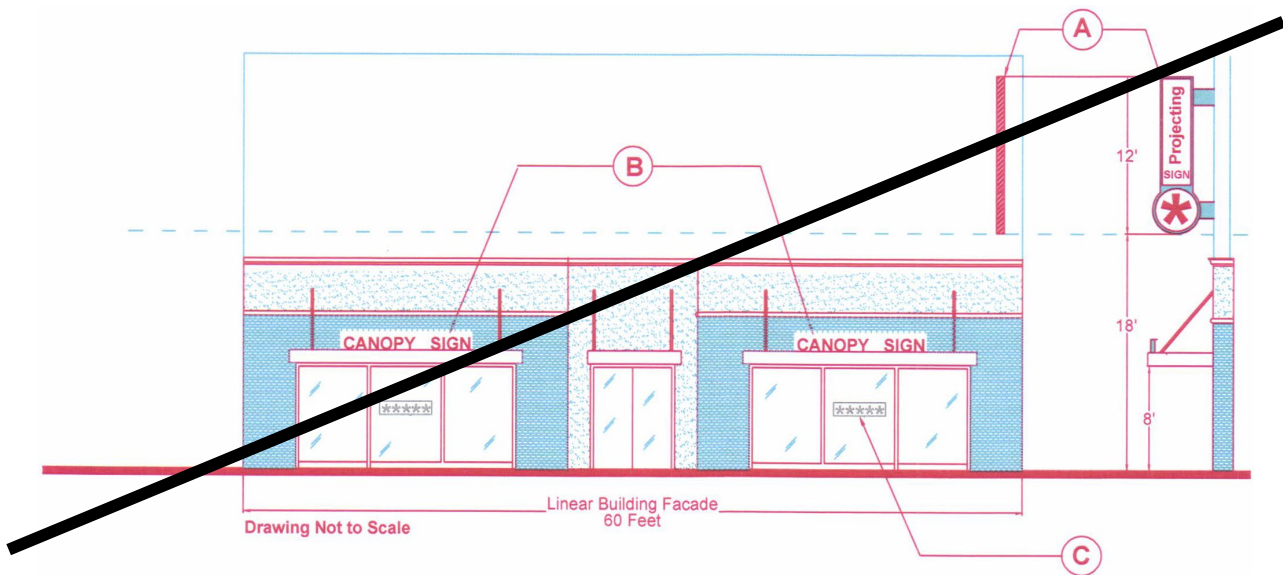 A
Projecting
SIGN
12'
*
B
18'
CANOPY SIGN
CANOPY SIGN
*****
*****
8'
Linear Building Facade
60 Feet
Drawing Not to Scale
C